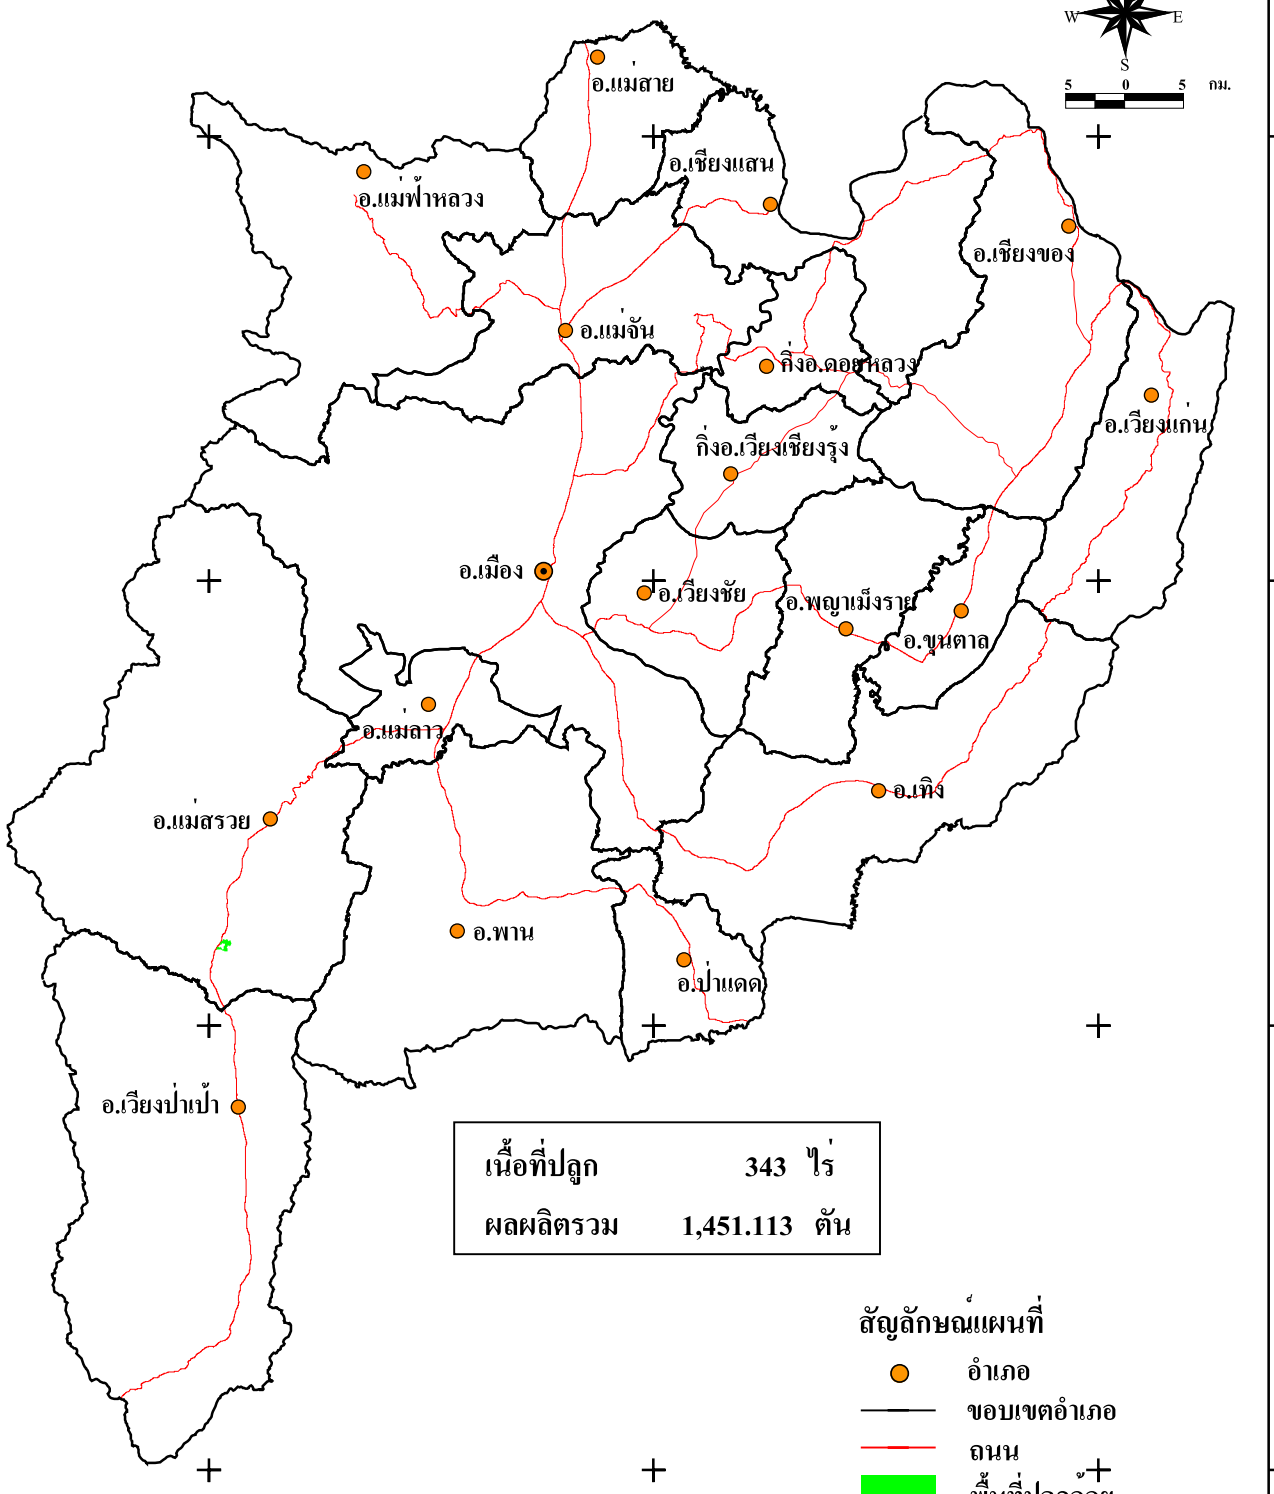 W E
S
5 0 5 กม.
อ.แม่สาย
อ.เชียงแสน
อ.แม่ฟ้าหลวง
อ.เชียงของ
อ.แม่จัน
กิ่งอ.ดอยหลวง
อ.เวียงแก่น
กิ่งอ.เวียงเชียงรุ้ง
อ.เมือง
อ.เวียงชัย
อ.พญาเม็งราย
อ.ขุนตาล
อ.แม่ลาว
อ.เทิง
อ.แม่สรวย
อ.พาน
อ.ป่าแดด
อ.เวียงป่าเป้า
เนื้อที่ปลูก 343 ไร่
ผลผลิตรวม 1,451.113 ตัน
สัญลักษณ์แผนที่
อำเภอ
ขอบเขตอำเภอ
ถนน